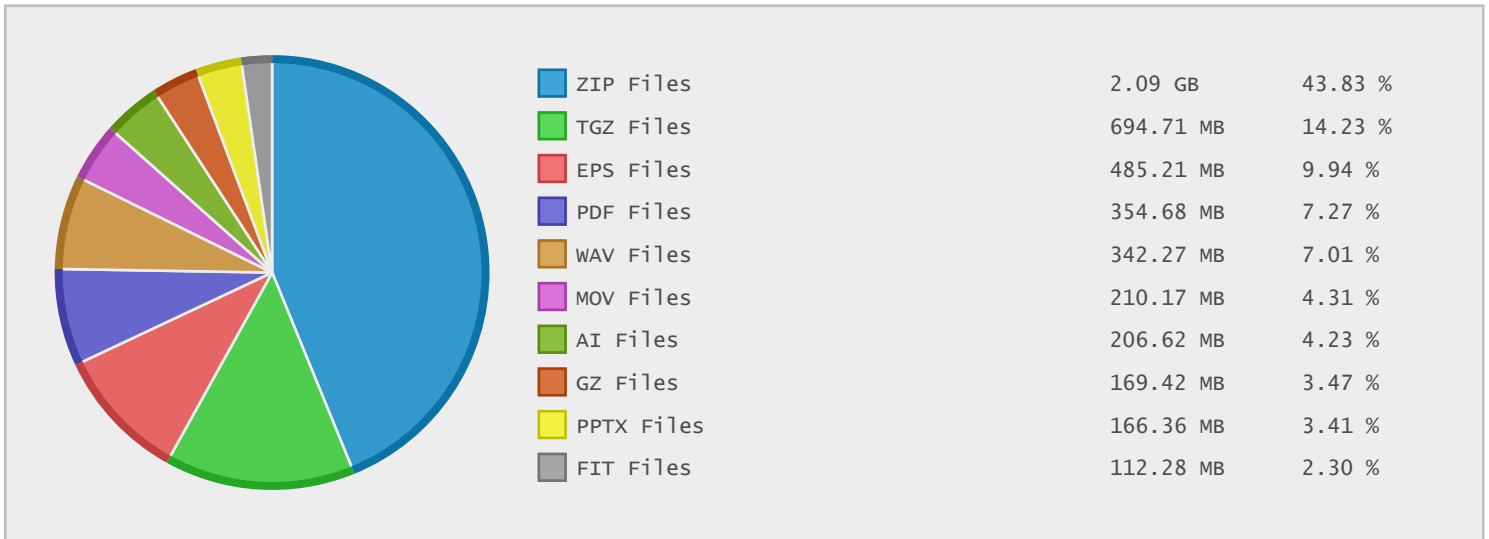 ZIP Files 2.09 GB 43.83 %
TGZ Files 694.71 MB 14.23 %
EPS Files 485.21 MB 9.94 %
PDF Files 354.68 MB 7.27 %
WAV Files 342.27 MB 7.01 %
MOV Files 210.17 MB 4.31 %
AI Files 206.62 MB 4.23 %
GZ Files 169.42 MB 3.47 %
PPTX Files 166.36 MB 3.41 %
FIT Files 112.28 MB 2.30 %